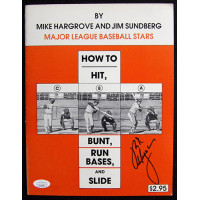 BY
MIKE HARGROVE AND JIM SUNDBERG
MAJOR LEAGUE BASEBALL STARS
HOW TO
HIT,
C B A
BUNT,
RUN
BASES,
AND
SLIDE
$2.95